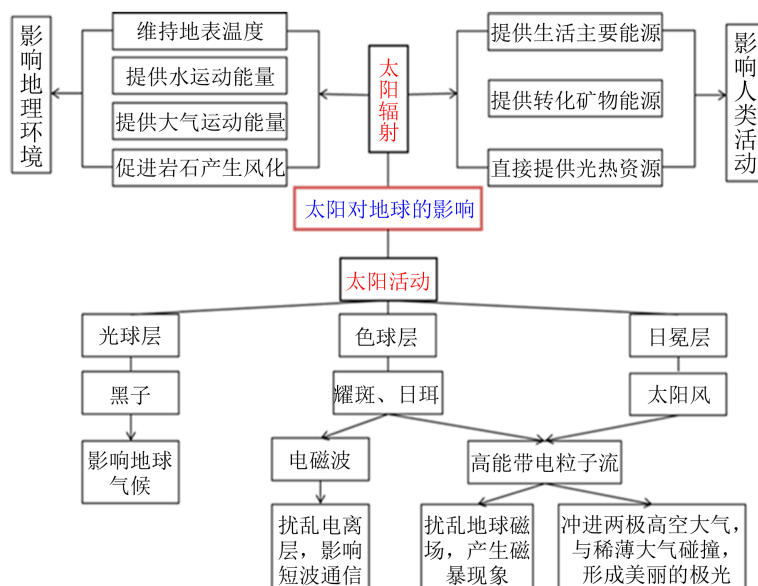 影响地理环境
维持地表温度
提供水运动能量
提供大气运动能量
促进岩石产生风化
太阳辐射
提供生活主要能源
提供转化矿物能源
直接提供光热资源
影响人类活动
太阳对地球的影响
太阳活动
光球层
色球层
日冕层
黑子
耀斑、日珥
太阳风
影响地球
气候
电磁波
高能带电粒子流
扰乱电离
层，影响
短波通信
扰乱地球磁
场，产生磁
暴现象
冲进两极高空大气，
与稀薄大气碰撞，
形成美丽的极光